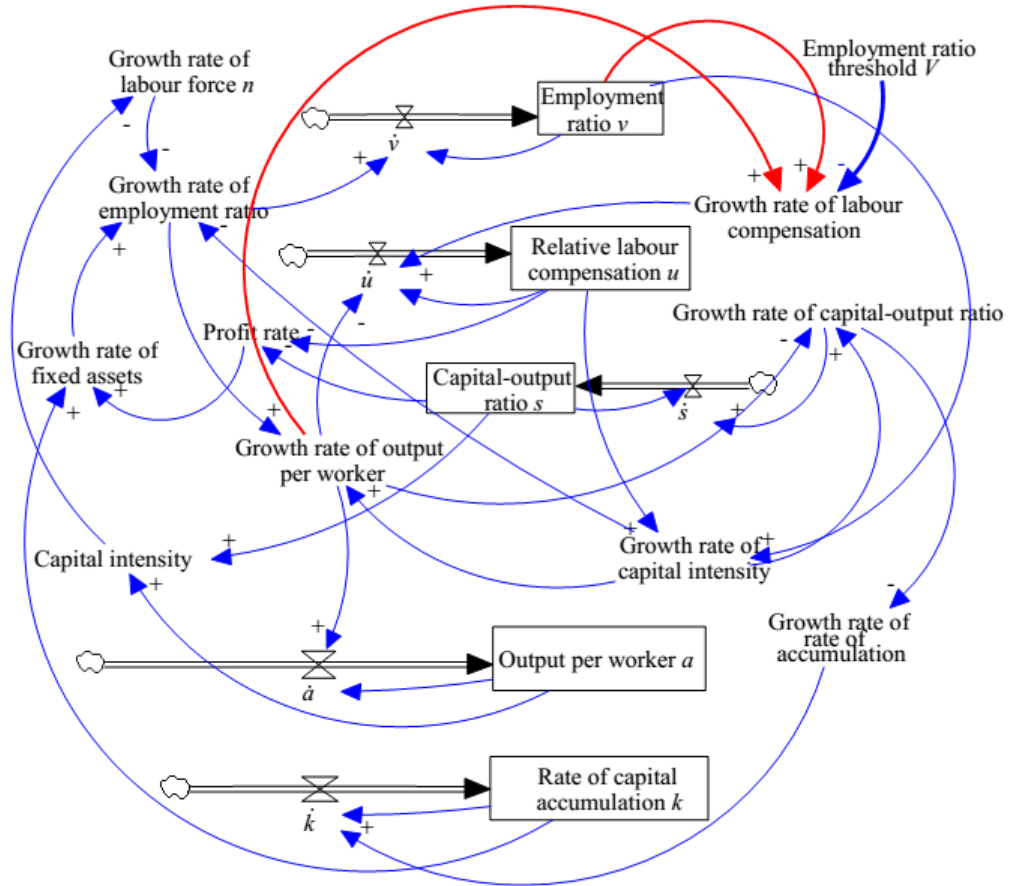 Growth rate of
labour force n
Employment ratio
threshold V
Employment
ratio v
v̇
-
-
+
Growth rate of
employment ratio
-
+
+
-
Growth rate of labour
compensation
+
Relative labour
compensation u
u̇
+
-
Growth rate of capital-output ratio
Profit rate
-
-
-
+
Growth rate of
fixed assets
+
+
Capital-output
ratio s
ṡ
+
+
Growth rate of output
per worker
+
+
Capital intensity
+
+
+
Growth rate of
capital intensity
-
Growth rate of
rate of
accumulation
+
Output per worker a
ȧ
Rate of capital
accumulation k
k̇
+